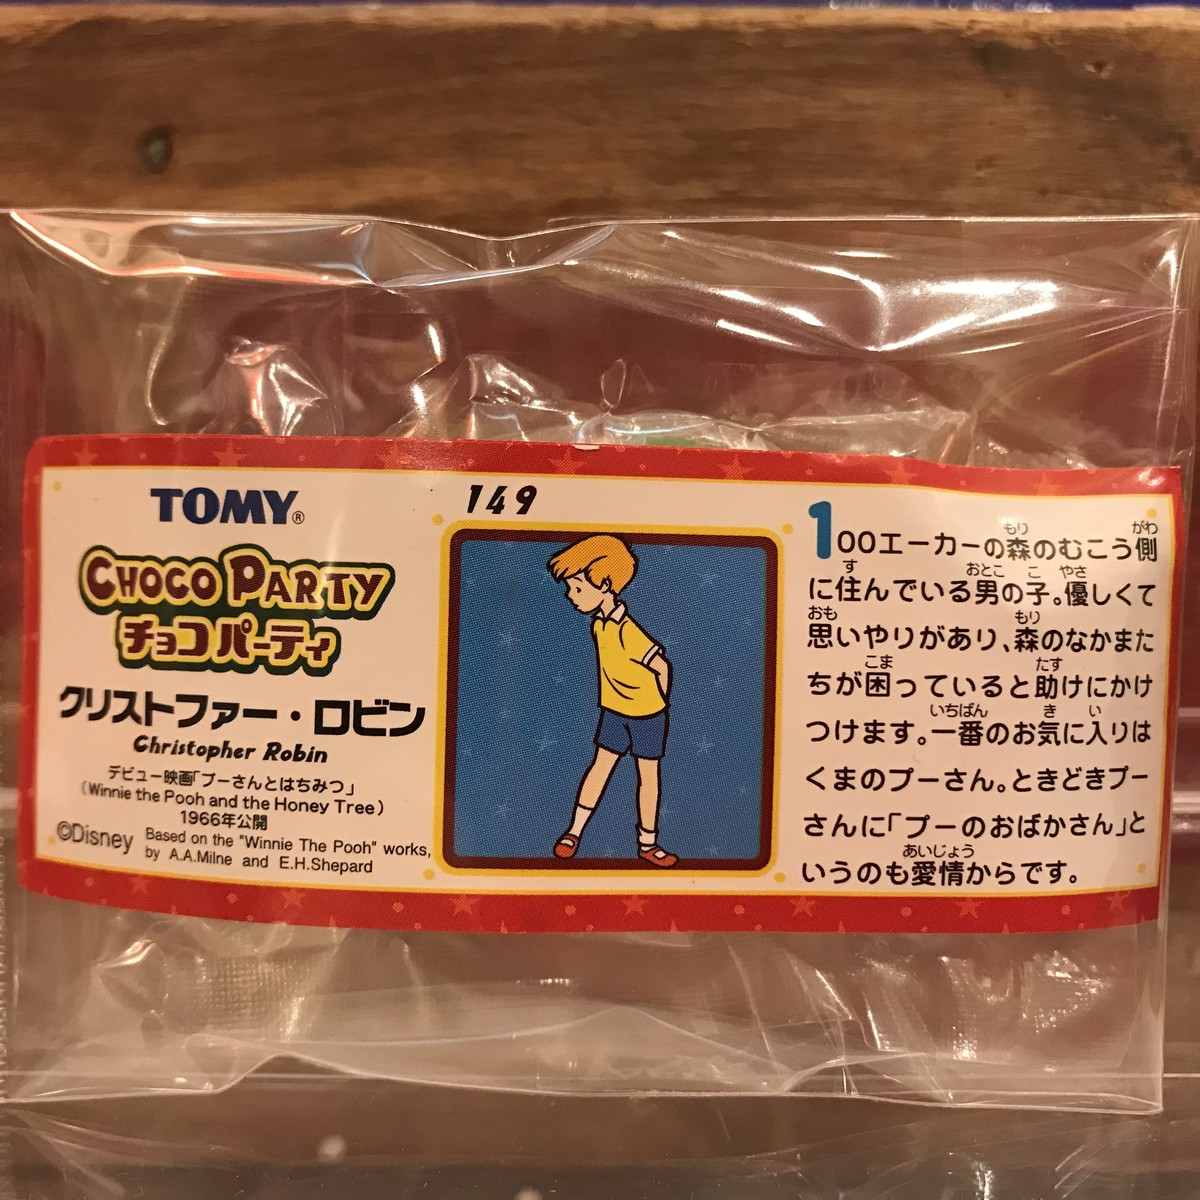 TOMY®
CHOCO PARTY
チョコパーティ
クリストファー・ロビン
Christopher Robin
デビュー映画「プーさんとはちみつ」
(Winnie the Pooh and the Honey Tree)
1966年公開
©Disney Based on the "Winnie The Pooh" works,
by A.A.Milne and E.H.Shepard
149
100エーカーの森のむこう側
に住んでいる男の子。優しくて
思いやりがあり、森のなかまた
ちが困っていると助けにかけ
つけます。一番のお気に入りは
くまのプーさん。ときどきプー
さんに「プーのおばかさん」と
いうのも愛情からです。